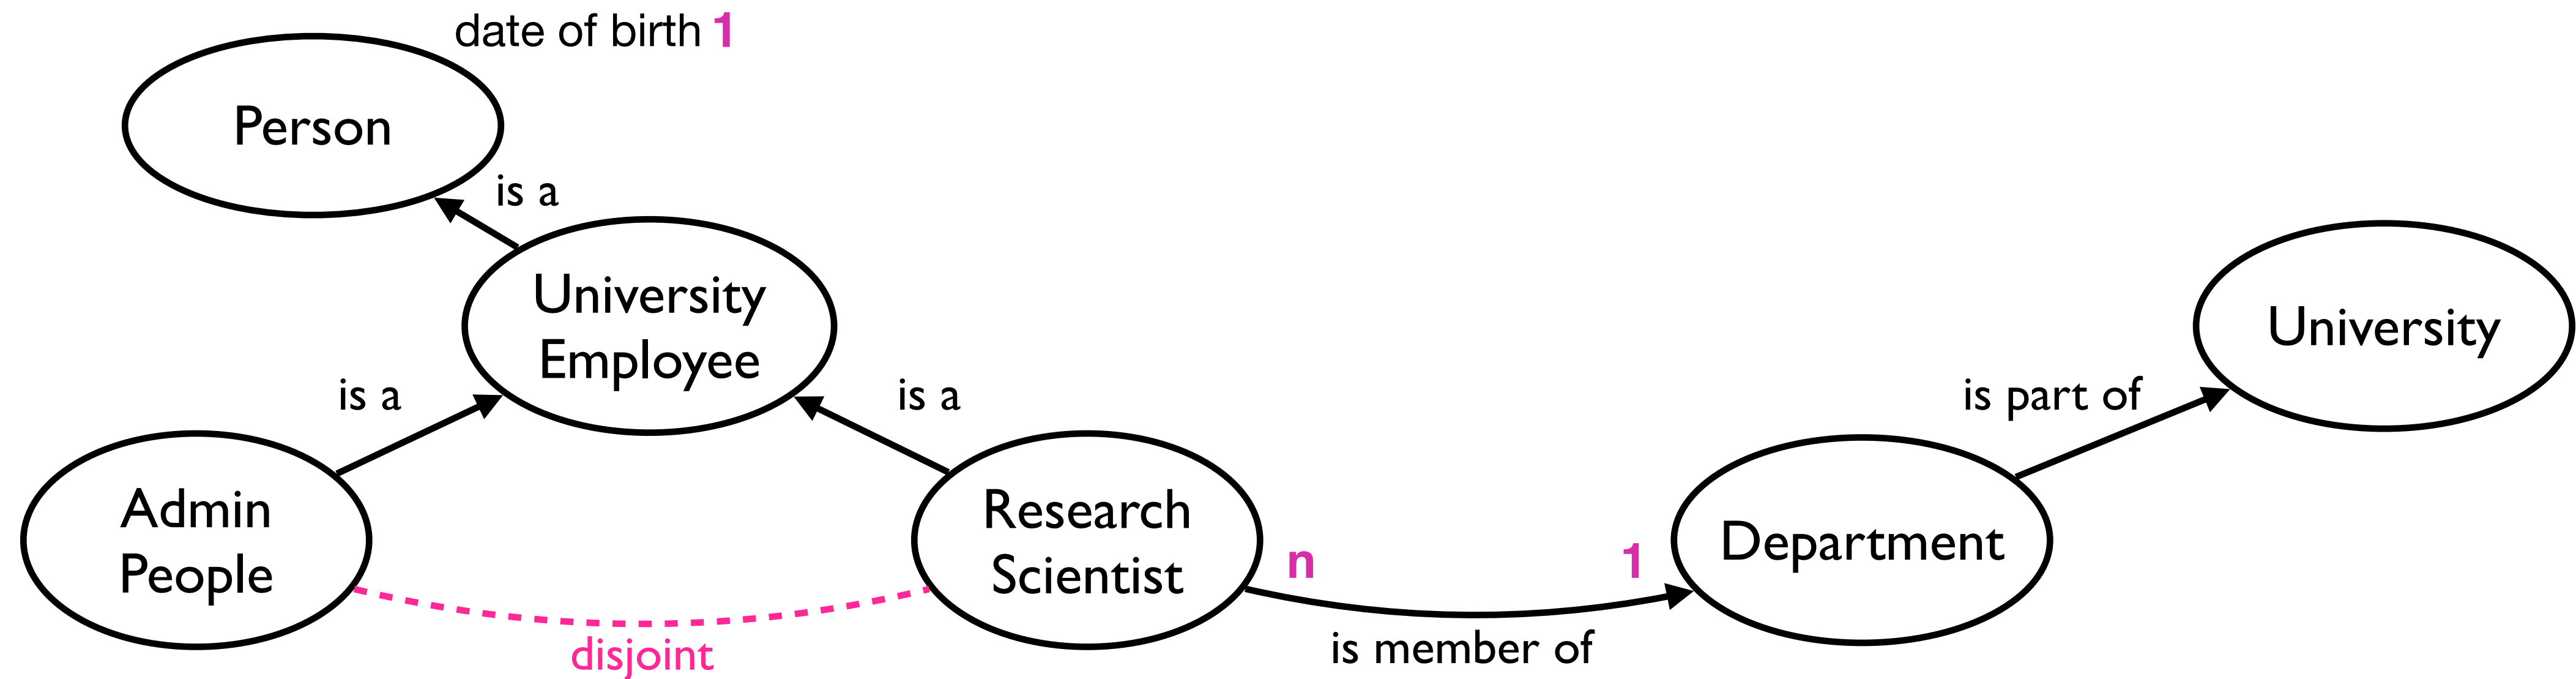 date of birth 1
Person
is a
University
Employee
University
is a
is a
is part of
Admin
People
Research
Scientist
n
1
Department
disjoint
is member of